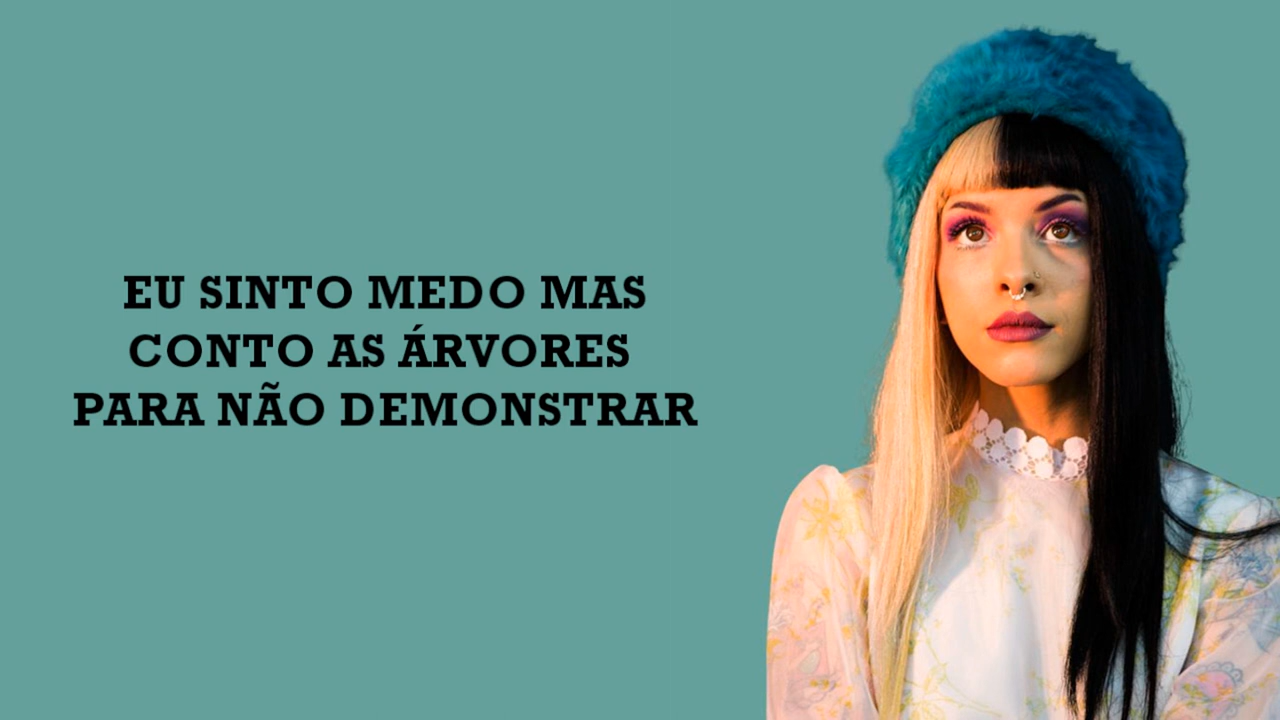 EU SINTO MEDO MAS
CONTO AS ÁRVORES
PARA NÃO DEMONSTRAR